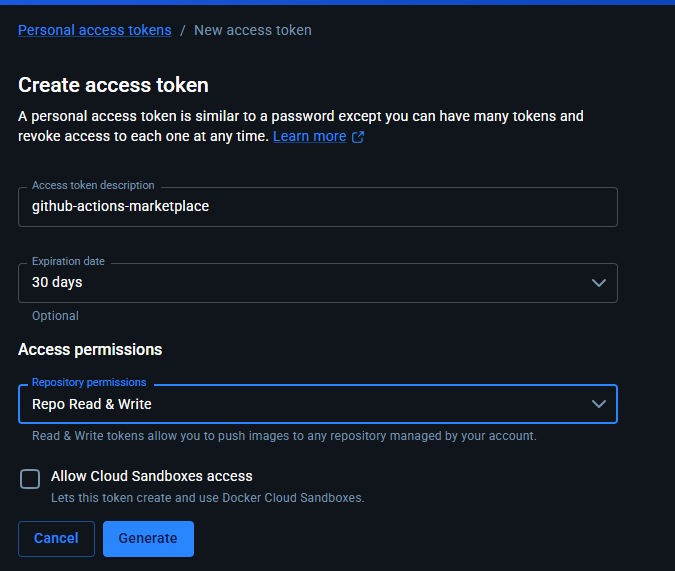 Personal access tokens / New access token
Create access token
A personal access token is similar to a password except you can have many tokens and
revoke access to each one at any time. Learn more
Access token description
github-actions-marketplace
Expiration date
30 days
Optional
Access permissions
Repository permissions
Repo Read & Write
Read & Write tokens allow you to push images to any repository managed by your account.
Allow Cloud Sandboxes access
Lets this token create and use Docker Cloud Sandboxes.
Cancel Generate